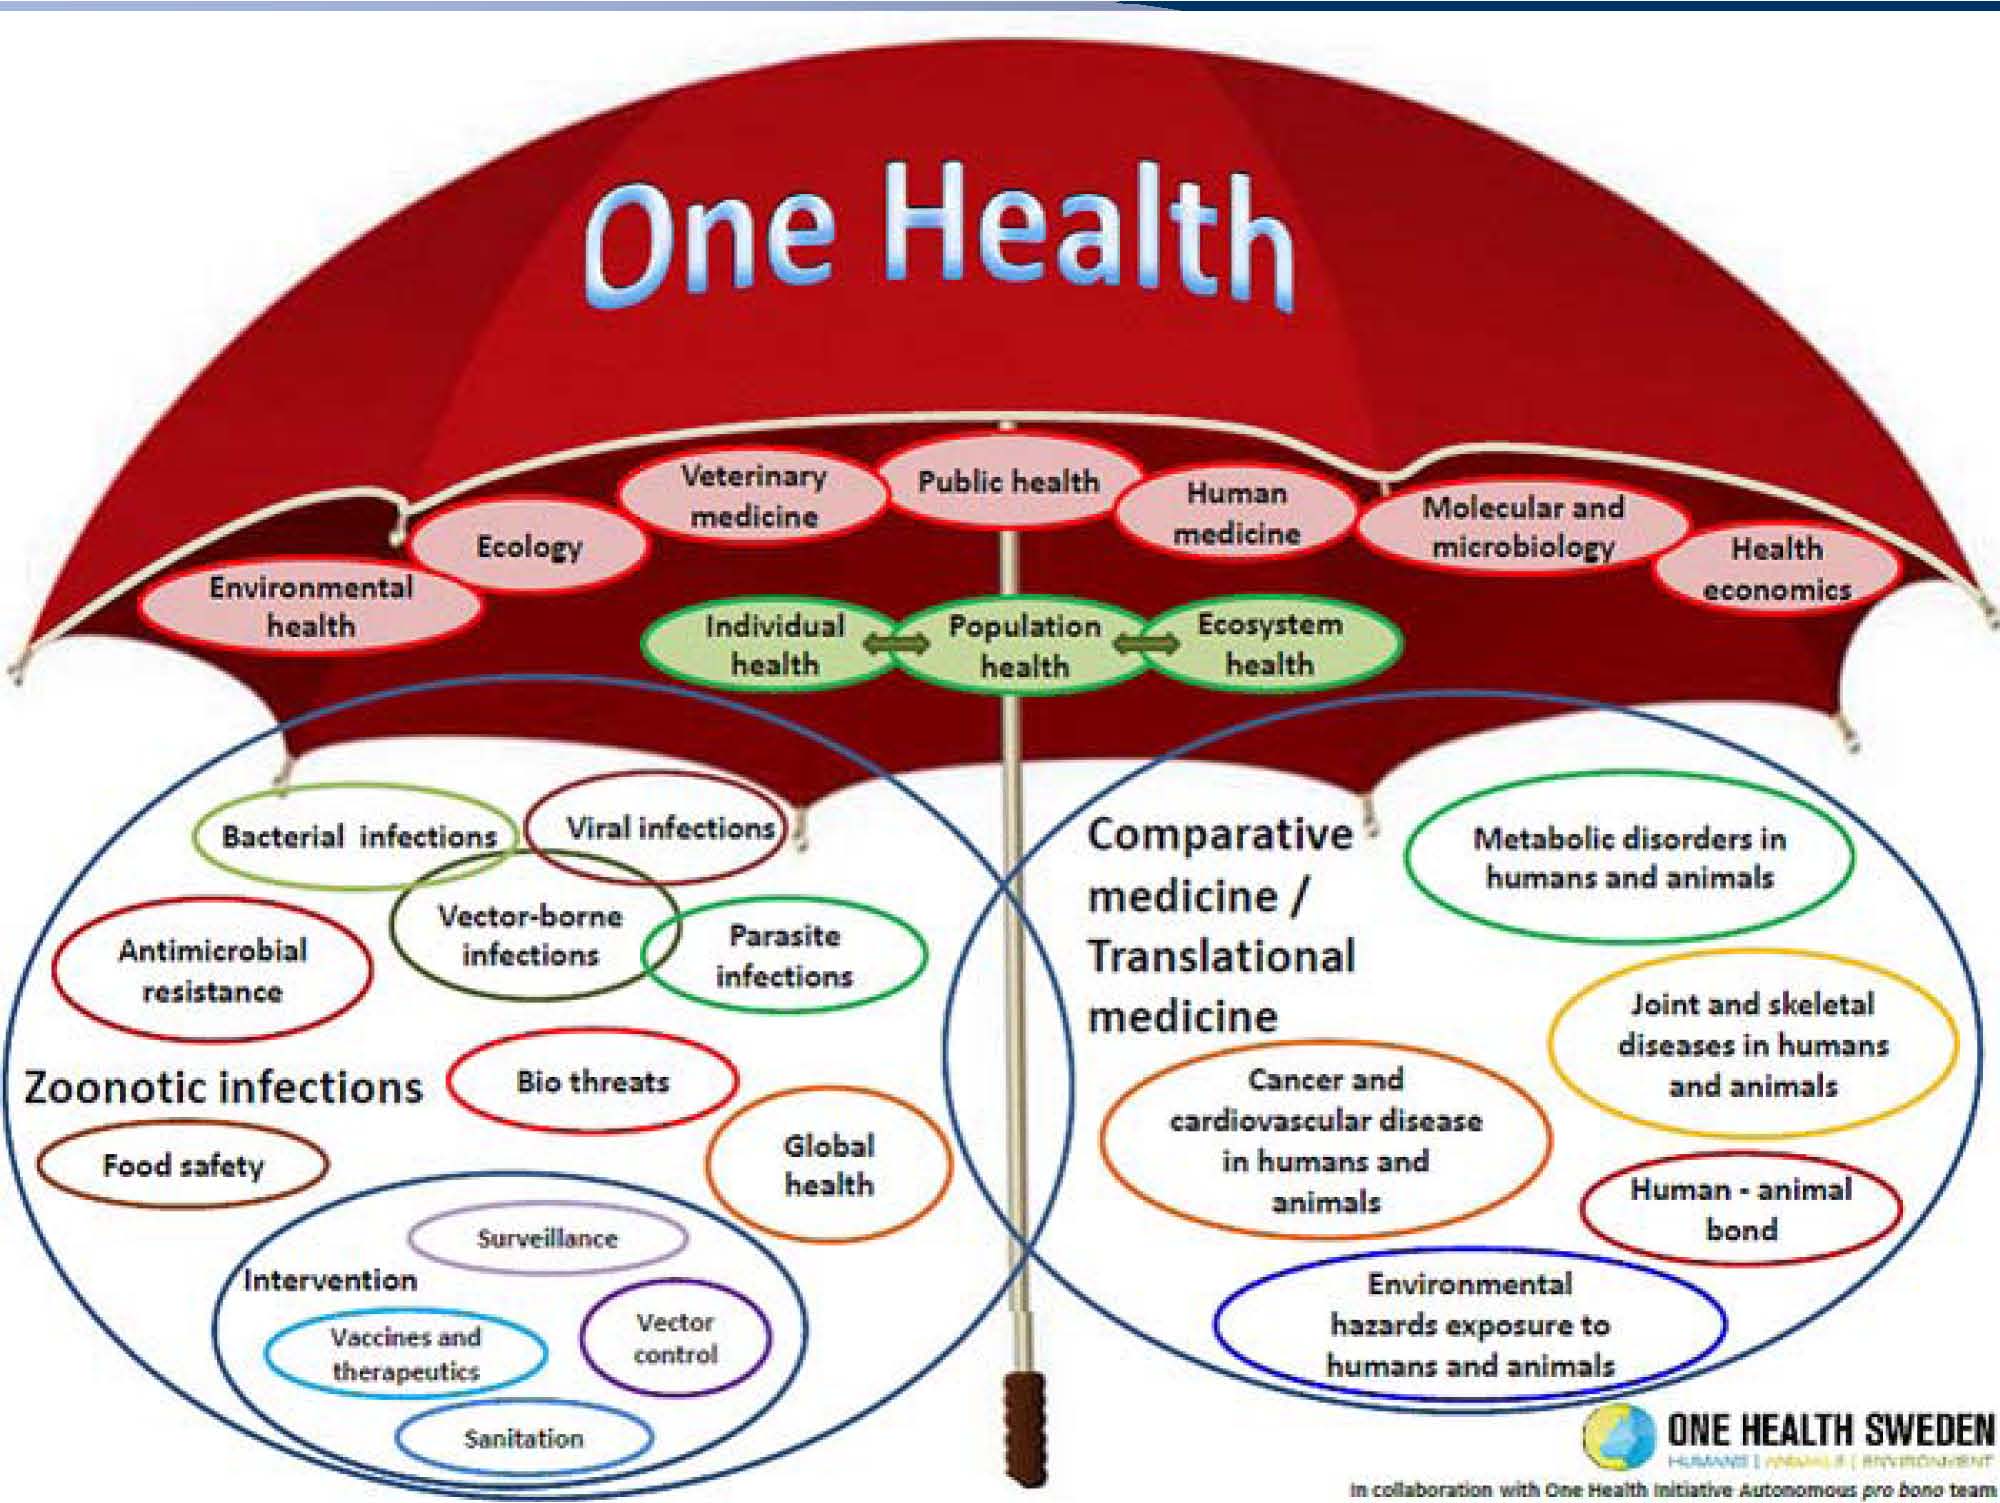 One Health
Veterinary
medicine
Public health
Human
medicine
Molecular and
microbiology
Ecology
Health
economics
Environmental
health
Individual
health
Population
health
Ecosystem
health
Bacterial infections
Viral infections
Vector-borne
infections
Parasite
infections
Antimicrobial
resistance
Zoonotic infections
Bio threats
Food safety
Global
health
Surveillance
Intervention
Vaccines and
therapeutics
Vector
control
Sanitation
Comparative
medicine /
Translational
medicine
Metabolic disorders in
humans and animals
Joint and skeletal
diseases in humans
and animals
Cancer and
cardiovascular disease
in humans and
animals
Human - animal
bond
Environmental
hazards exposure to
humans and animals
ONE HEALTH SWEDEN
HUMANS | ANIMALS | ENVIRONMENT
In collaboration with One Health Initiative Autonomous pro bono team